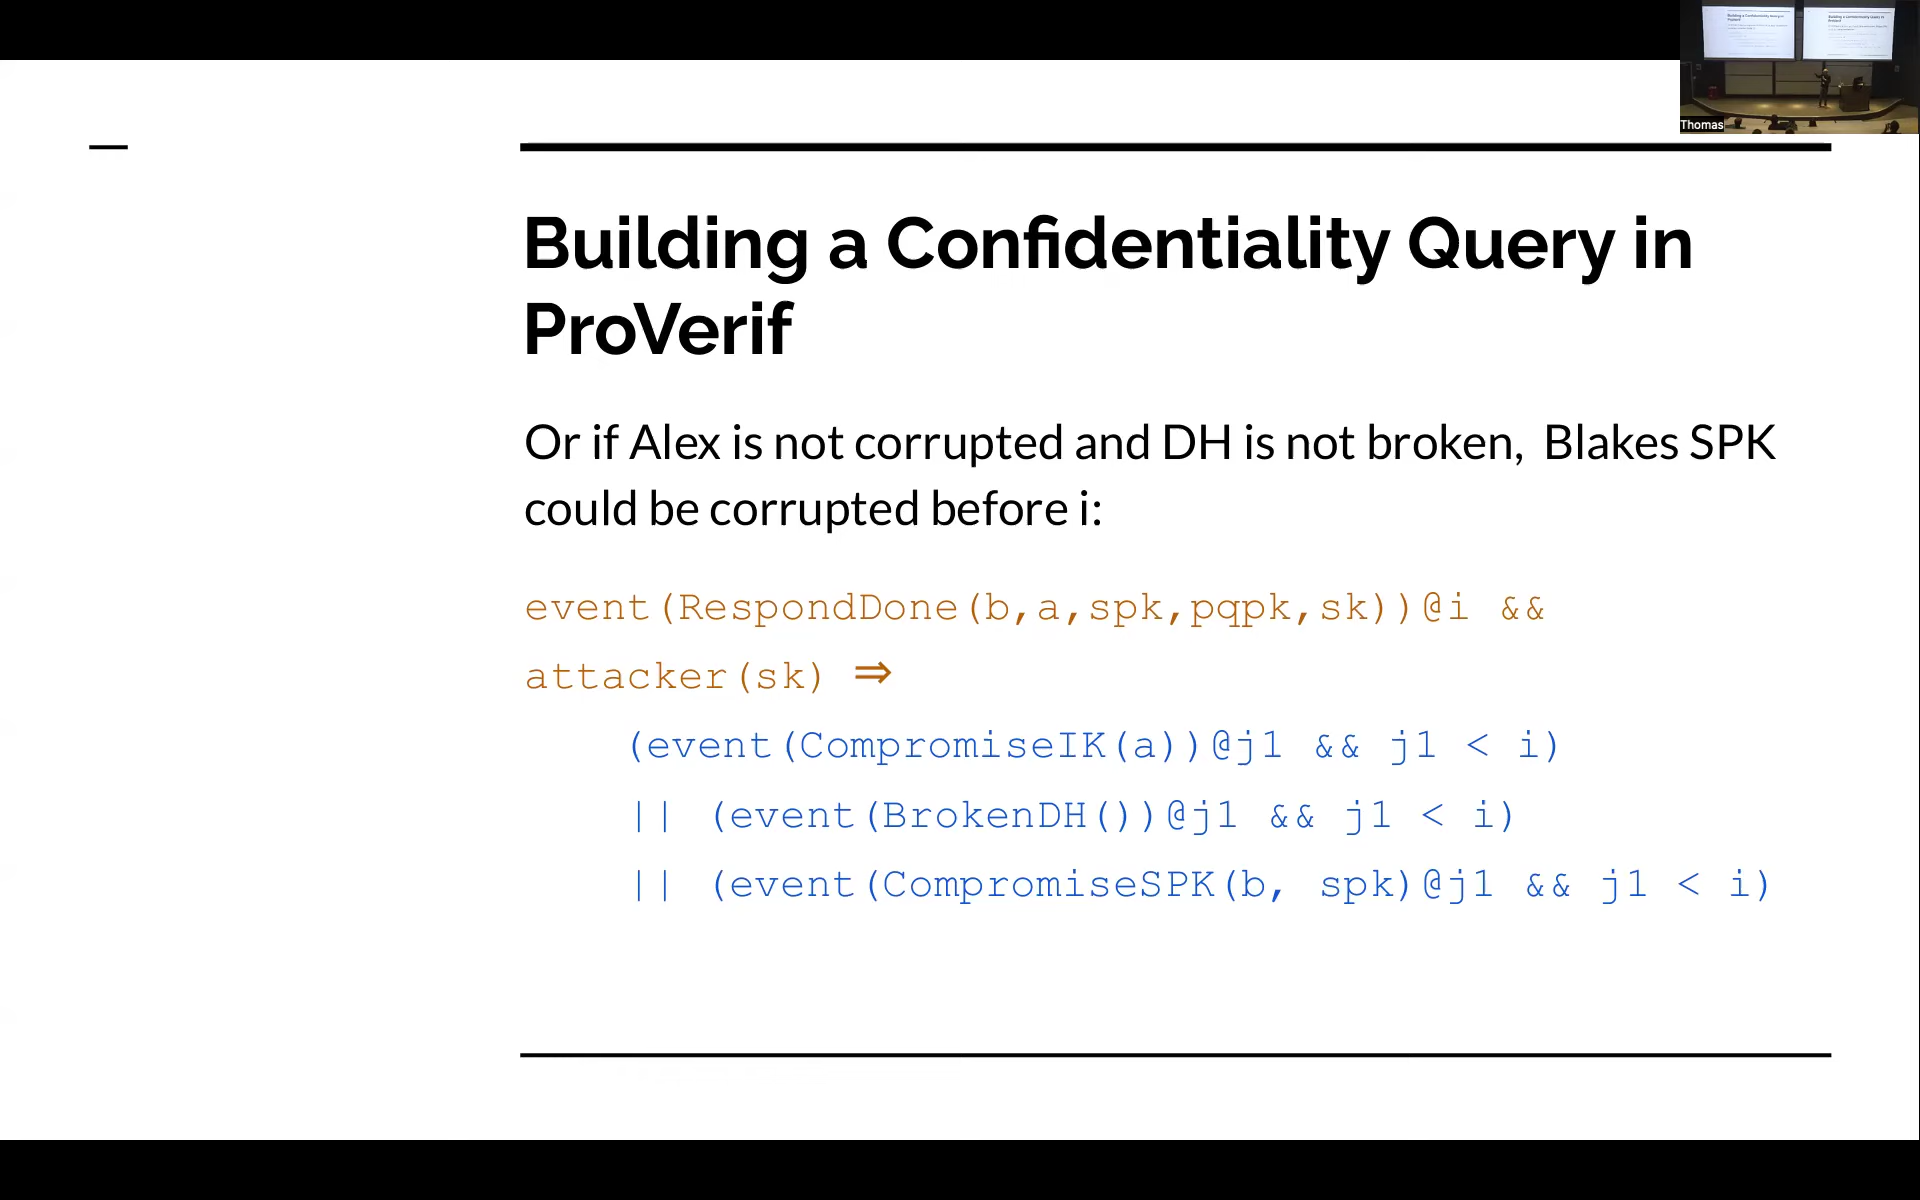 Thomas
Building a Confidentiality Query in
ProVerif
Or if Alex is not corrupted and DH is not broken,  Blakes SPK
could be corrupted before i:
event(RespondDone(b,a,spk,pqpk,sk))@i &&
attacker(sk) ⇒
(event(CompromiseIK(a))@j1 && j1 < i)
|| (event(BrokenDH())@j1 && j1 < i)
|| (event(CompromiseSPK(b, spk)@j1 && j1 < i)